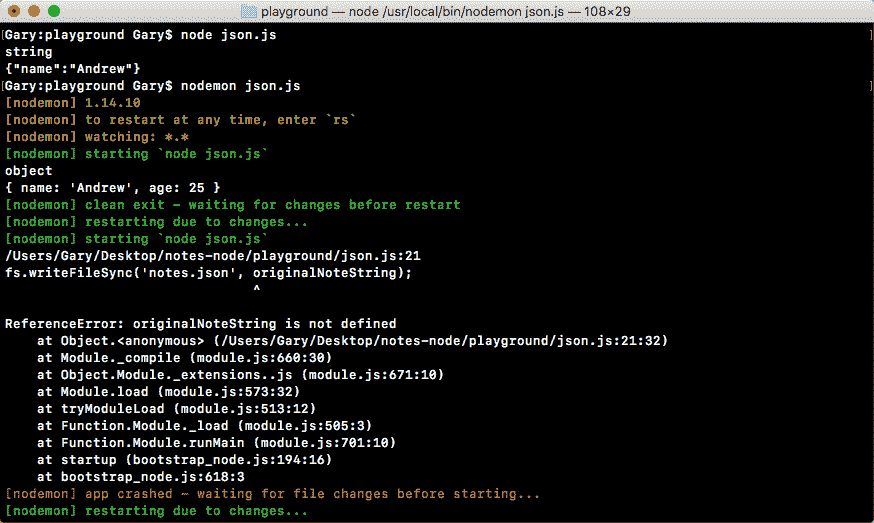 playground — node /usr/local/bin/nodemon json.js — 108×29
[Gary:playground Gary$ node json.js ]
string
{"name":"Andrew"}
[Gary:playground Gary$ nodemon json.js ]
[nodemon] 1.14.10
[nodemon] to restart at any time, enter `rs`
[nodemon] watching: *.*
[nodemon] starting `node json.js`
object
{ name: 'Andrew', age: 25 }
[nodemon] clean exit - waiting for changes before restart
[nodemon] restarting due to changes...
[nodemon] starting `node json.js`
/Users/Gary/Desktop/notes-node/playground/json.js:21
fs.writeFileSync('notes.json', originalNoteString);
^
ReferenceError: originalNoteString is not defined
at Object.<anonymous> (/Users/Gary/Desktop/notes-node/playground/json.js:21:32)
at Module._compile (module.js:660:30)
at Object.Module._extensions..js (module.js:671:10)
at Module.load (module.js:573:32)
at tryModuleLoad (module.js:513:12)
at Function.Module._load (module.js:505:3)
at Function.Module.runMain (module.js:701:10)
at startup (bootstrap_node.js:194:16)
at bootstrap_node.js:618:3
[nodemon] app crashed - waiting for file changes before starting...
[nodemon] restarting due to changes...